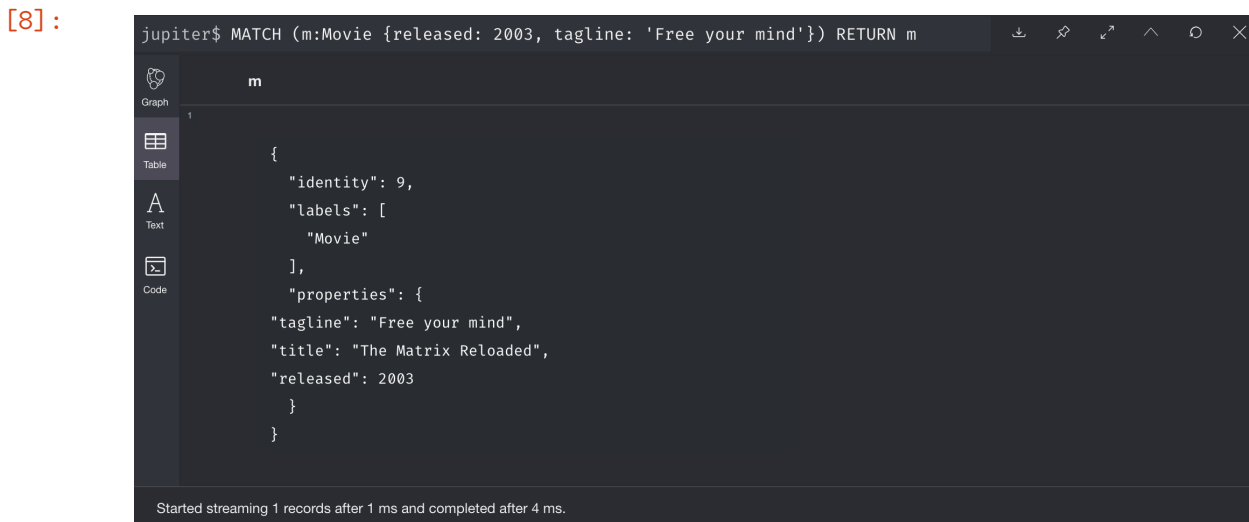 [8]:
jupiter$ MATCH (m:Movie {released: 2003, tagline: 'Free your mind'}) RETURN m
Graph
m
1
Table
{
"identity": 9,
"labels": [
A
Text
"Movie"
],
Code
"properties": {
"tagline": "Free your mind",
"title": "The Matrix Reloaded",
"released": 2003
}
}
Started streaming 1 records after 1 ms and completed after 4 ms.